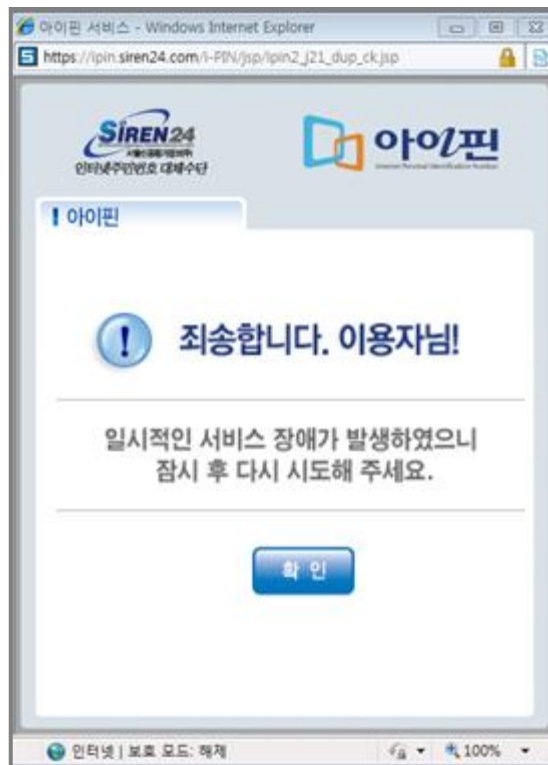 아이핀 서비스 - Windows Internet Explorer
https://ipin.siren24.com/i-PIN/jsp/ipin2_j21_dup_ck.jsp
SIREN24
인터넷주민번호 대체수단
아이핀
! 아이핀
! 죄송합니다. 이용자님!
일시적인 서비스 장애가 발생하였으니
잠시 후 다시 시도해 주세요.
확 인
인터넷 | 보호 모드: 해제
100%